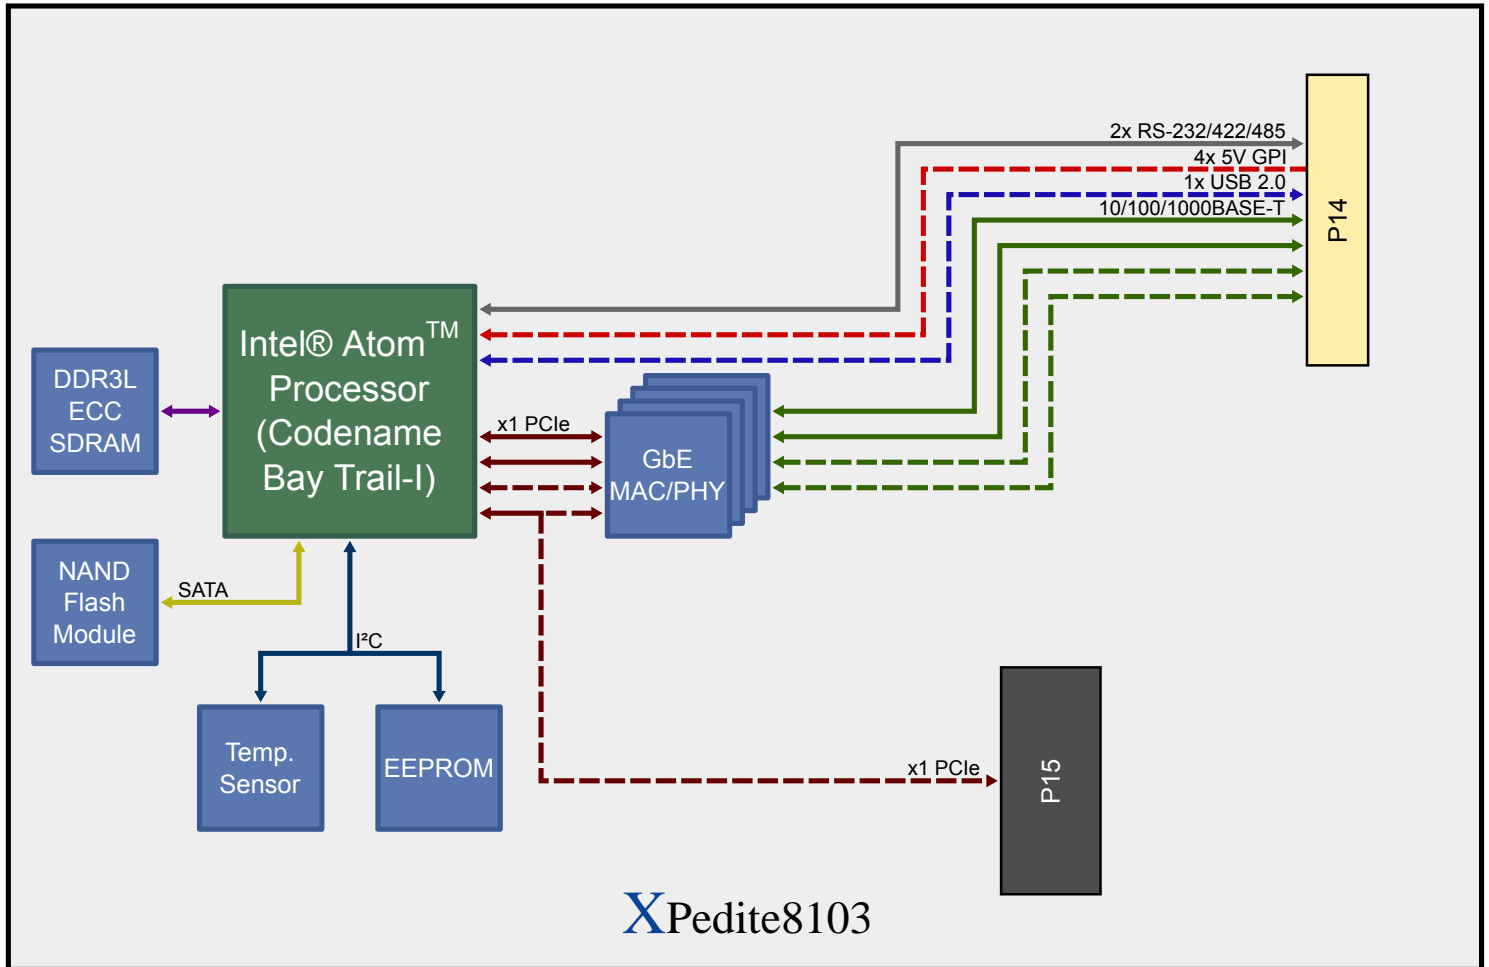 2x RS-232/422/485
4x 5V GPI
1x USB 2.0
10/100/1000BASE-T
P14
Intel® Atom™
Processor
(Codename
Bay Trail-I)
DDR3L
ECC
SDRAM
x1 PCIe
GbE
MAC/PHY
NAND
Flash
Module
SATA
I²C
Temp.
Sensor
EEPROM
x1 PCIe
P15
XPedite8103